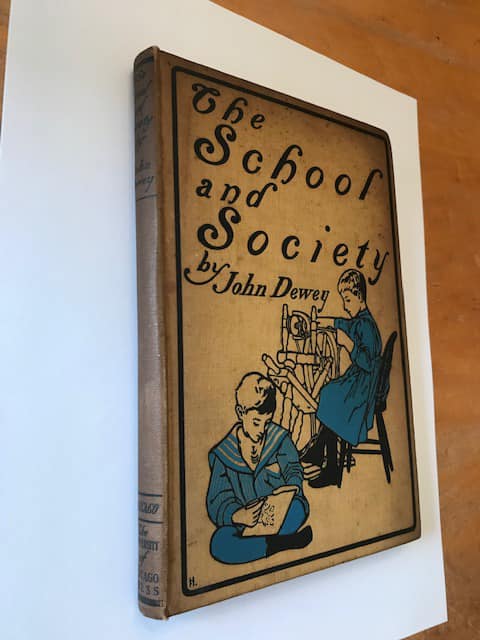 The
School
and
Society
by John Dewey
H.